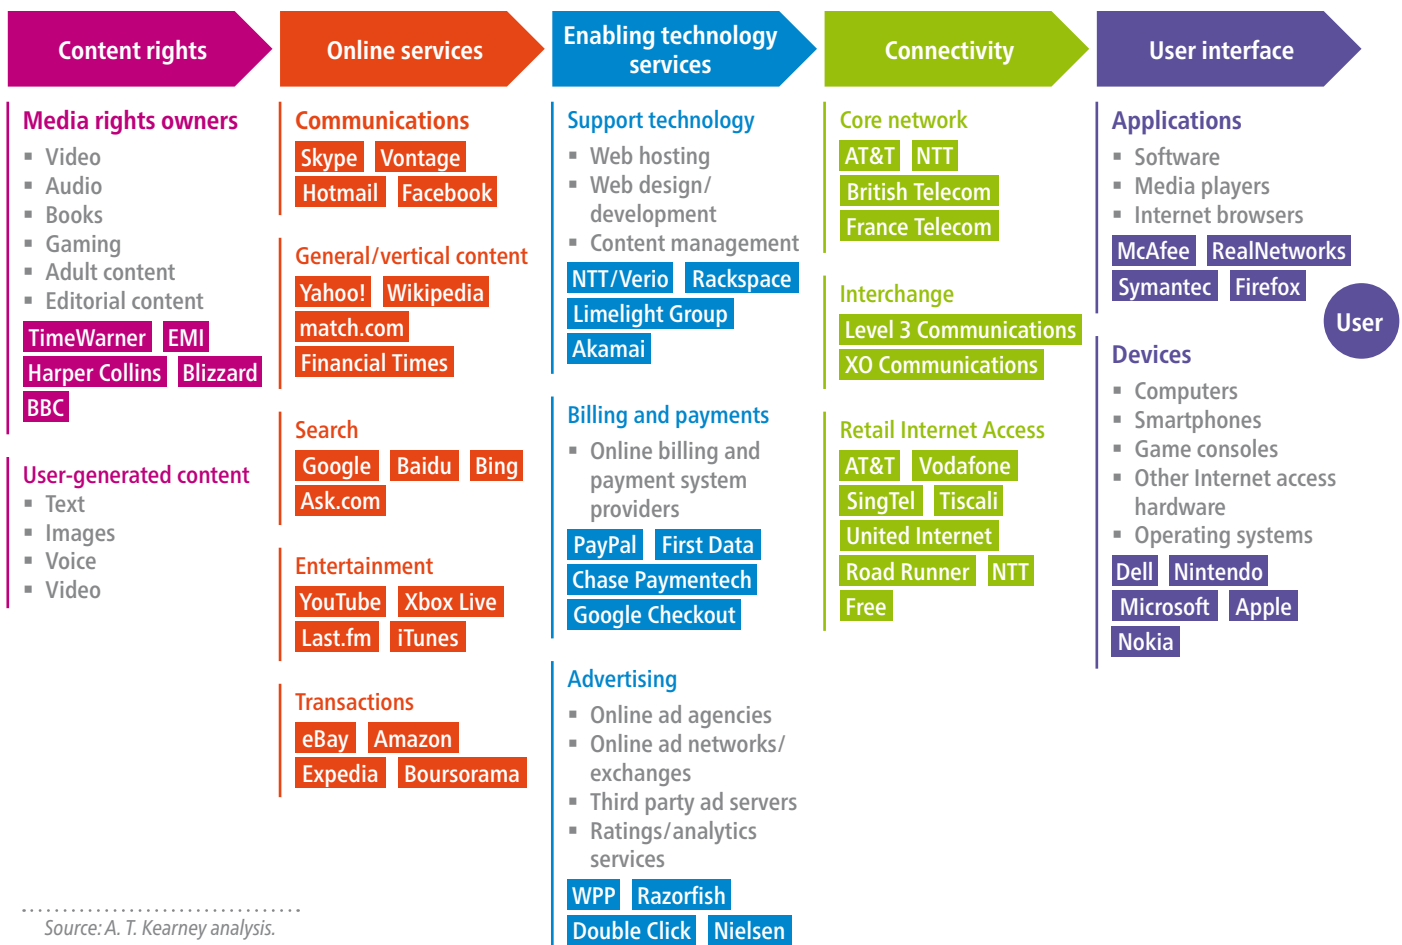 Content rights
Online services
Enabling technology
services
Connectivity
User interface
Media rights owners
▪ Video
▪ Audio
▪ Books
▪ Gaming
▪ Adult content
▪ Editorial content
TimeWarner EMI
Harper Collins Blizzard
BBC
User-generated content
▪ Text
▪ Images
▪ Voice
▪ Video
Communications
Skype Vontage
Hotmail Facebook
General/vertical content
Yahoo! Wikipedia
match.com
Financial Times
Search
Google Baidu Bing
Ask.com
Entertainment
YouTube Xbox Live
Last.fm iTunes
Transactions
eBay Amazon
Expedia Boursorama
Support technology
▪ Web hosting
▪ Web design/
development
▪ Content management
NTT/Verio Rackspace
Limelight Group
Akamai
Billing and payments
▪ Online billing and
payment system
providers
PayPal First Data
Chase Paymentech
Google Checkout
Advertising
▪ Online ad agencies
▪ Online ad networks/
exchanges
▪ Third party ad servers
▪ Ratings/analytics
services
WPP Razorfish
Double Click Nielsen
Core network
AT&T NTT
British Telecom
France Telecom
Interchange
Level 3 Communications
XO Communications
Retail Internet Access
AT&T Vodafone
SingTel Tiscali
United Internet
Road Runner NTT
Free
Applications
▪ Software
▪ Media players
▪ Internet browsers
McAfee RealNetworks
Symantec Firefox
User
Devices
▪ Computers
▪ Smartphones
▪ Game consoles
▪ Other Internet access
hardware
▪ Operating systems
Dell Nintendo
Microsoft Apple
Nokia
Source: A. T. Kearney analysis.